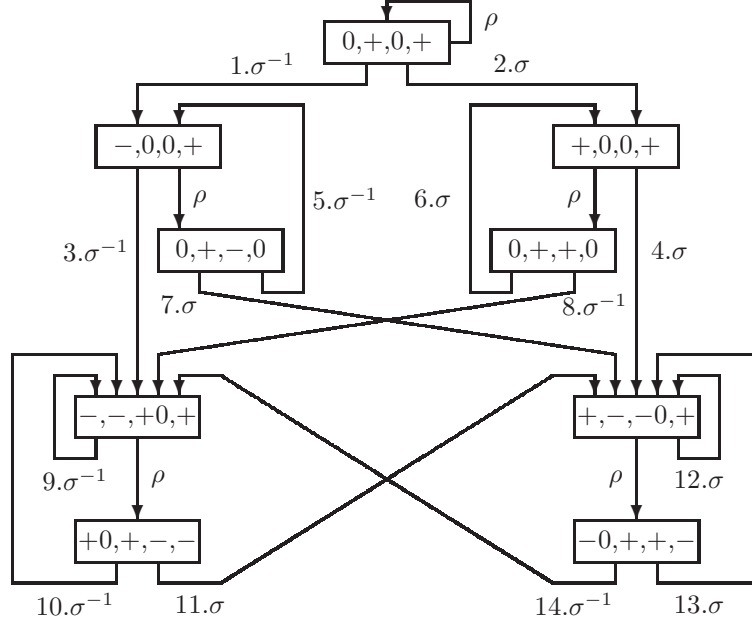 ρ
0,+,0,+
1.σ⁻¹ 2.σ
−,0,0,+ +,0,0,+
ρ 5.σ⁻¹ 6.σ ρ
3.σ⁻¹ 0,+,−,0 0,+,+,0 4.σ
7.σ 8.σ⁻¹
−,−,+0,+ +,−,−0,+
9.σ⁻¹ ρ ρ 12.σ
+0,+,−,− −0,+,+,−
10.σ⁻¹ 11.σ 14.σ⁻¹ 13.σ